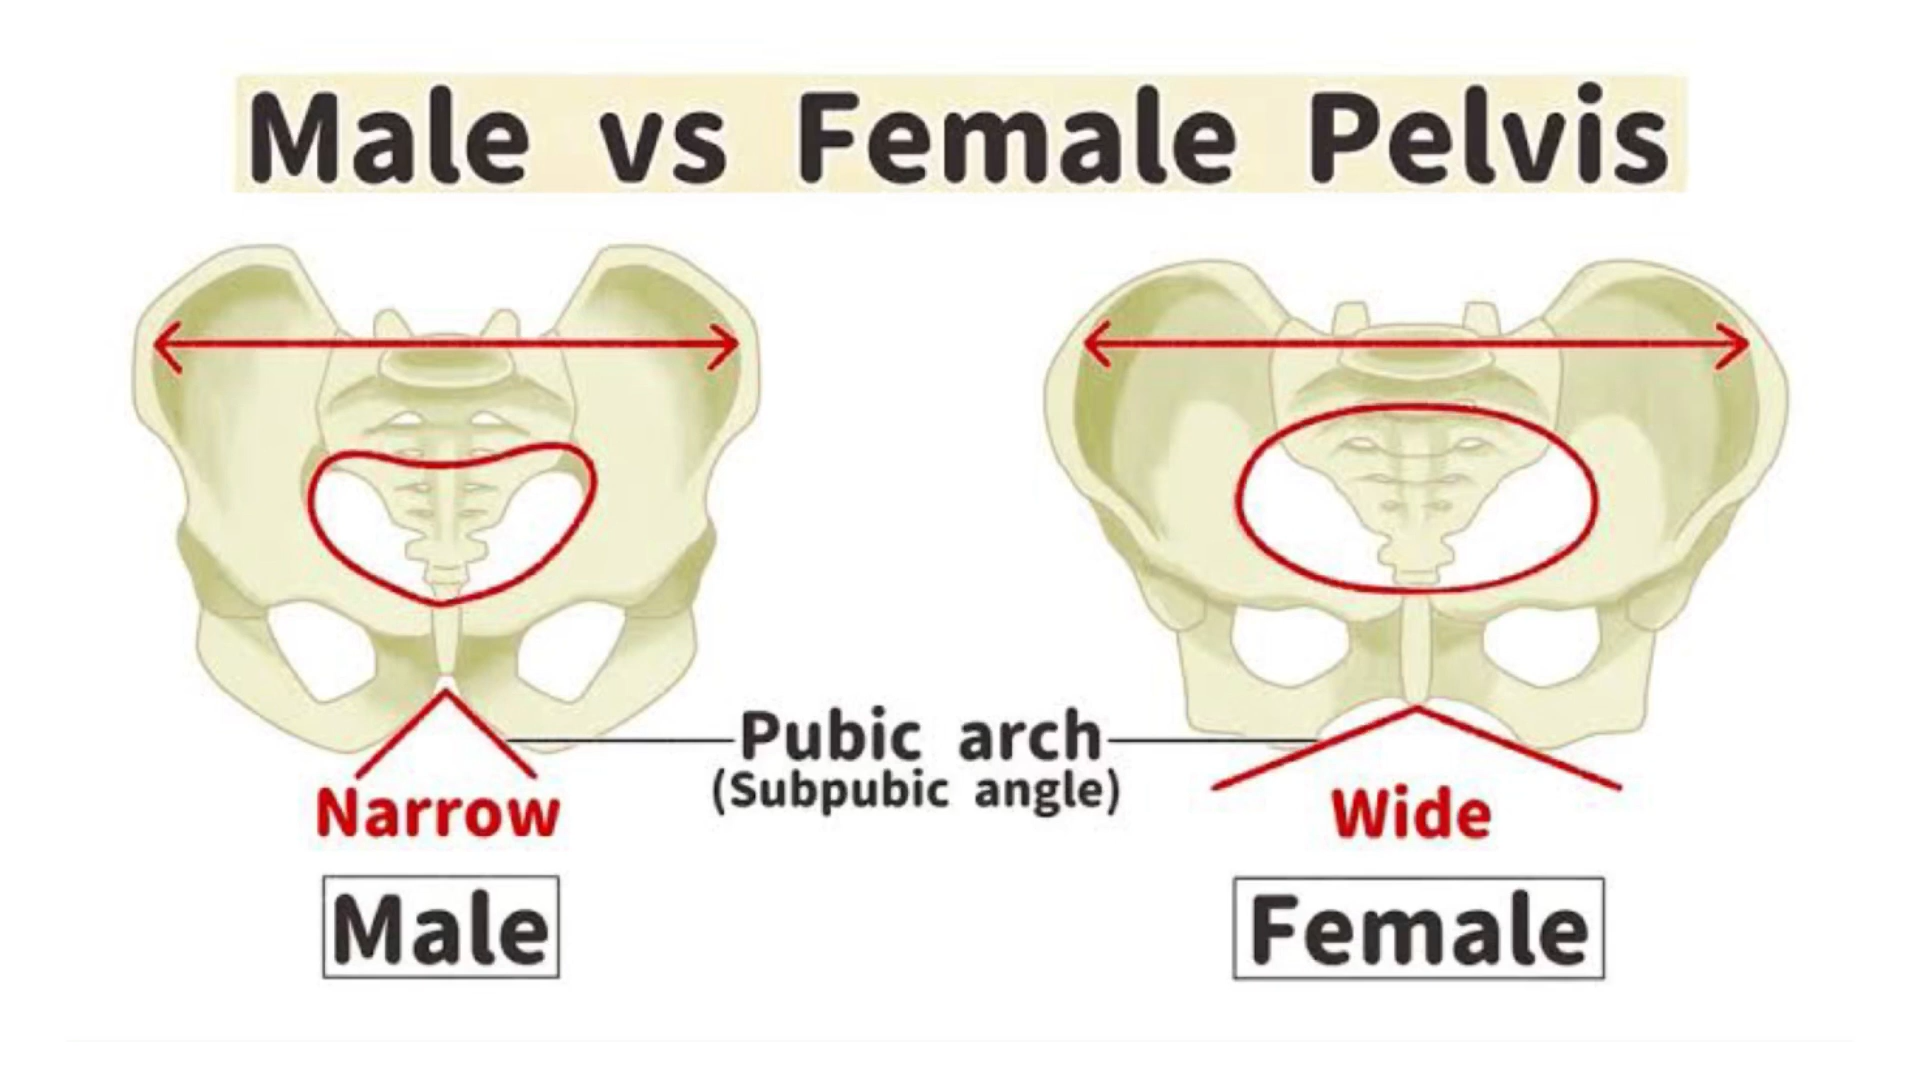 Male vs Female Pelvis
Pubic arch
(Subpubic angle)
Narrow
Wide
Male
Female